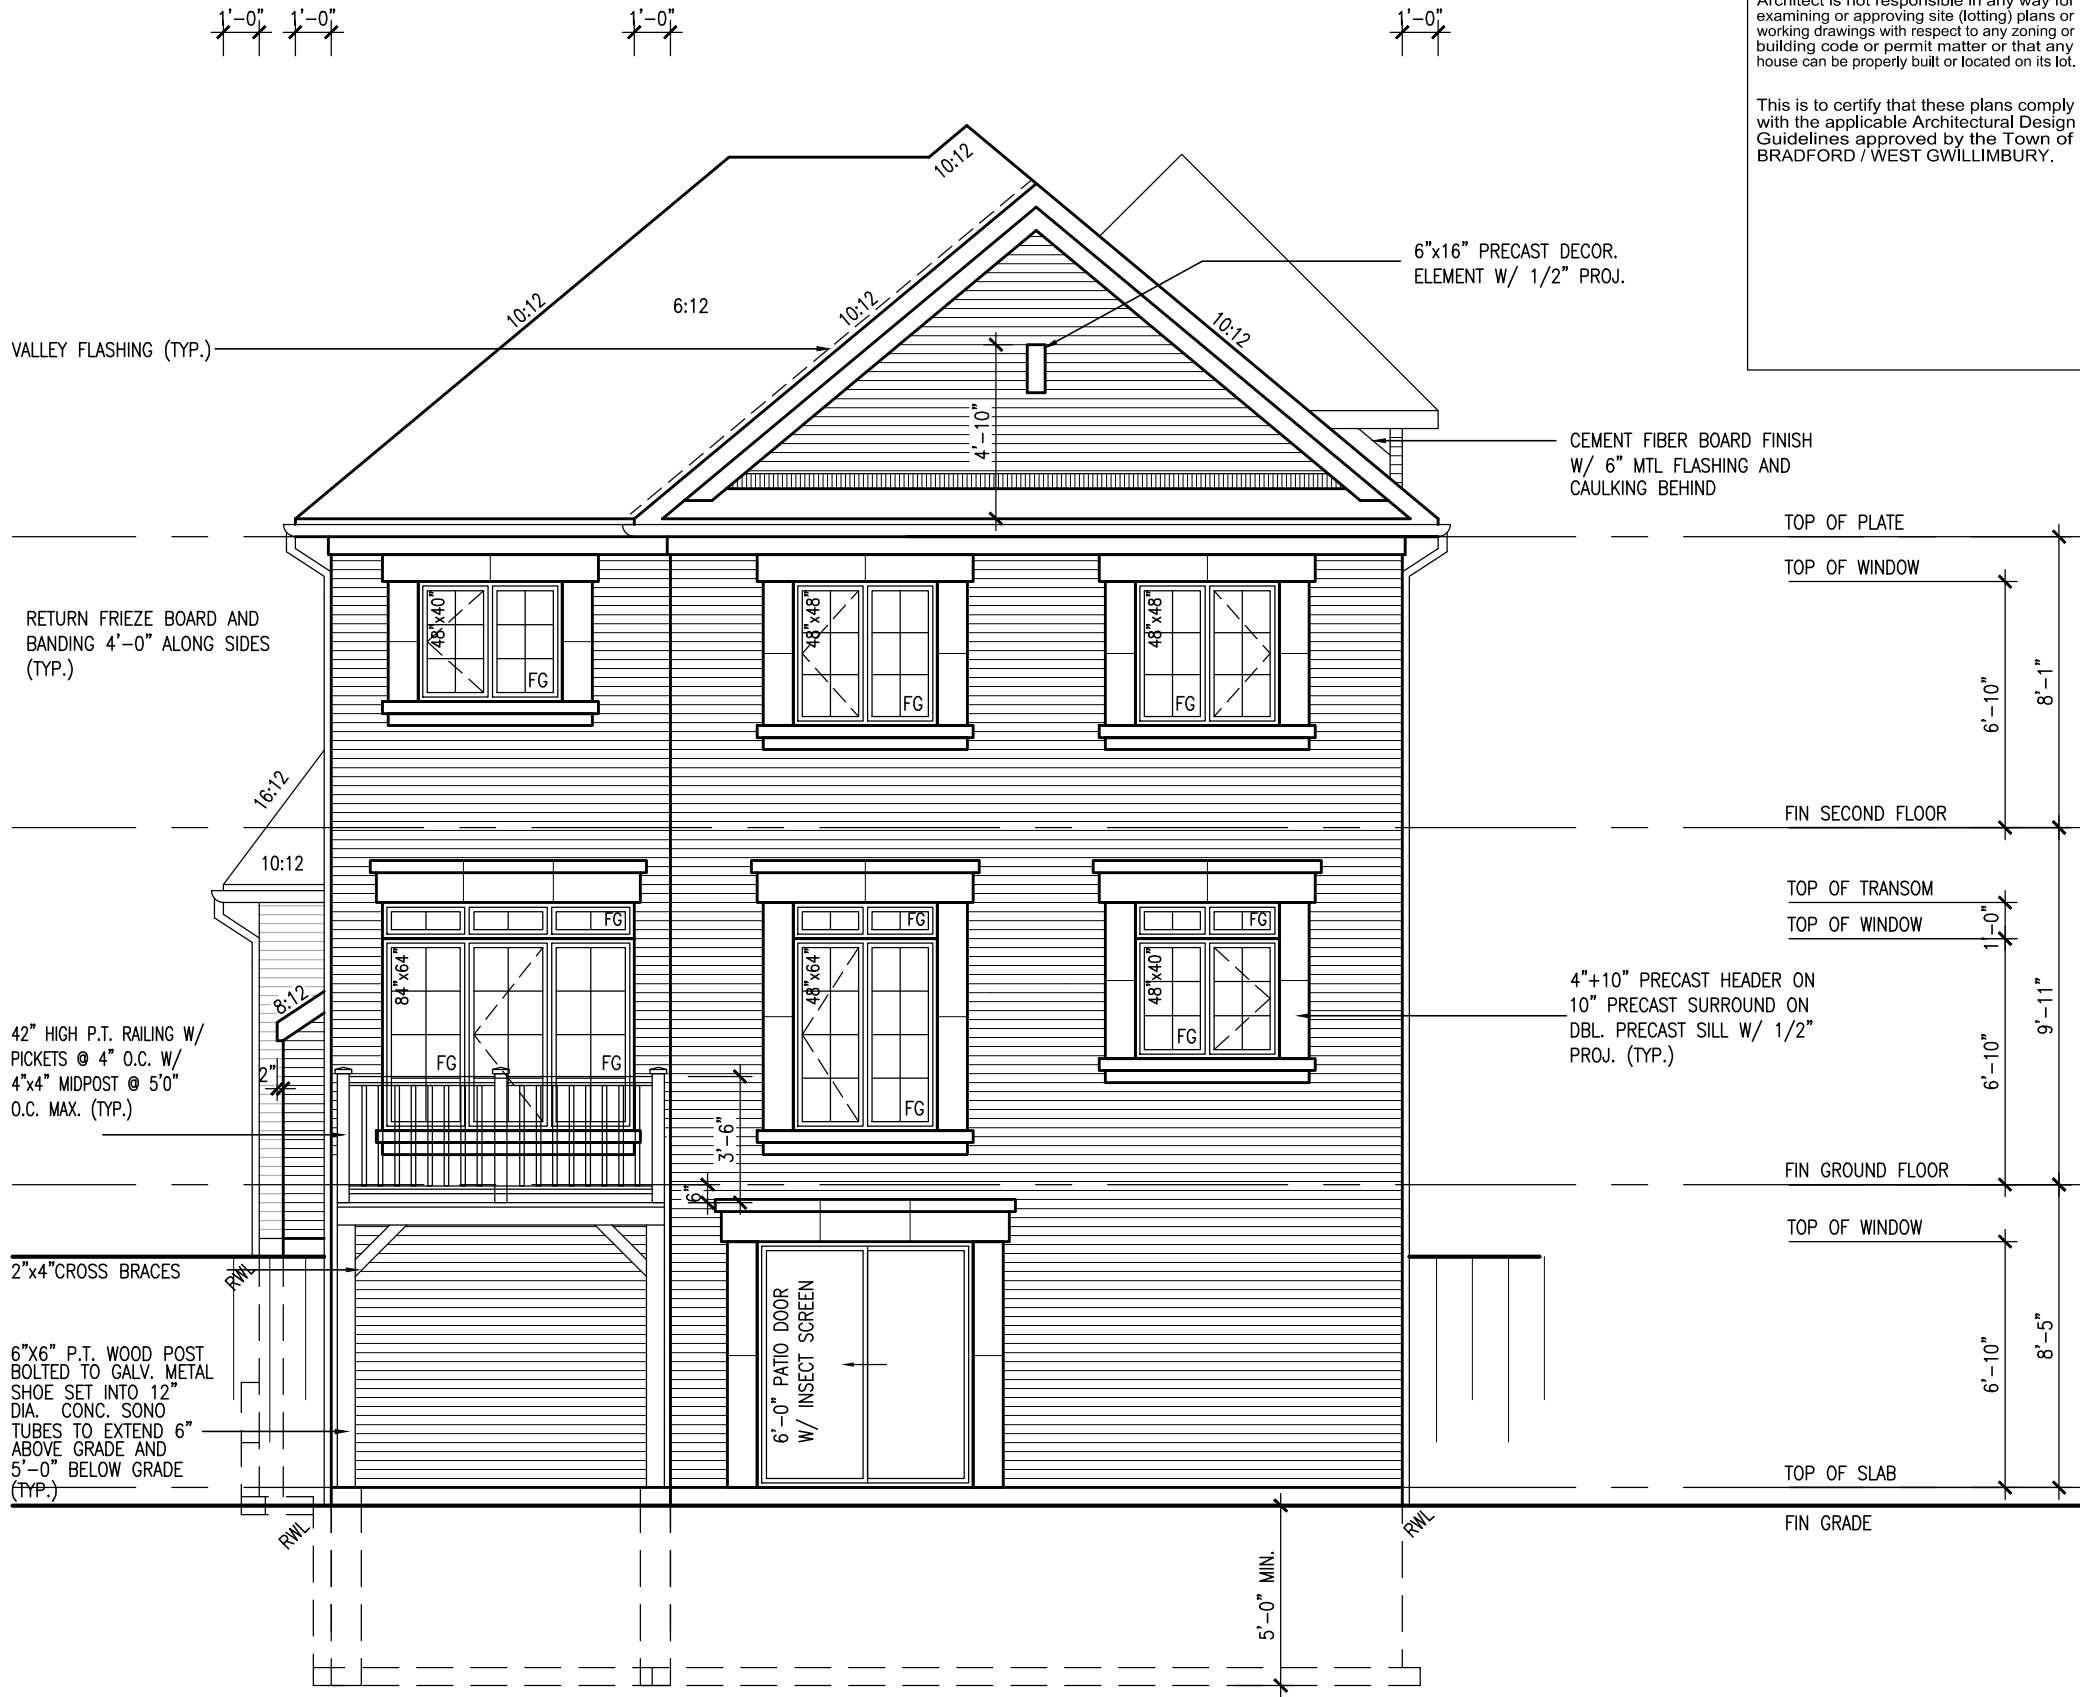 1'-0" 1'-0" 1'-0" 1'-0"
Architect is not responsible in any way for
examining or approving site (lotting) plans or
working drawings with respect to any zoning or
building code or permit matter or that any
house can be properly built or located on its lot.
This is to certify that these plans comply
with the applicable Architectural Design
Guidelines approved by the Town of
BRADFORD / WEST GWILLIMBURY.
10:12
10:12
6:12
10:12
10:12
6"x16" PRECAST DECOR.
ELEMENT W/ 1/2" PROJ.
VALLEY FLASHING (TYP.)
4'-10"
CEMENT FIBER BOARD FINISH
W/ 6" MTL FLASHING AND
CAULKING BEHIND
TOP OF PLATE
TOP OF WINDOW
RETURN FRIEZE BOARD AND
BANDING 4'-0" ALONG SIDES
(TYP.)
48"x40"
FG
48"x48"
FG
48"x48"
FG
6'-10"
8'-1"
16:12
10:12
FIN SECOND FLOOR
TOP OF TRANSOM
TOP OF WINDOW
1'-0"
FG
FG
FG
84"x64"
FG
FG
48"x64"
FG
48"x40"
FG
8:12
2"
42" HIGH P.T. RAILING W/
PICKETS @ 4" O.C. W/
4"x4" MIDPOST @ 5'0"
O.C. MAX. (TYP.)
4"+10" PRECAST HEADER ON
10" PRECAST SURROUND ON
DBL. PRECAST SILL W/ 1/2"
PROJ. (TYP.)
6'-10"
9'-11"
3'-6"
6"
FIN GROUND FLOOR
TOP OF WINDOW
2"x4"CROSS BRACES
RWL
6"X6" P.T. WOOD POST
BOLTED TO GALV. METAL
SHOE SET INTO 12"
DIA. CONC. SONO
TUBES TO EXTEND 6"
ABOVE GRADE AND
5'-0" BELOW GRADE
(TYP.)
6'-0" PATIO DOOR
W/ INSECT SCREEN
6'-10"
8'-5"
TOP OF SLAB
FIN GRADE
RWL
RWL
5'-0" MIN.